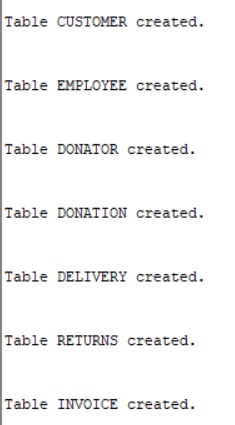 Table CUSTOMER created.
Table EMPLOYEE created.
Table DONATOR created.
Table DONATION created.
Table DELIVERY created.
Table RETURNS created.
Table INVOICE created.